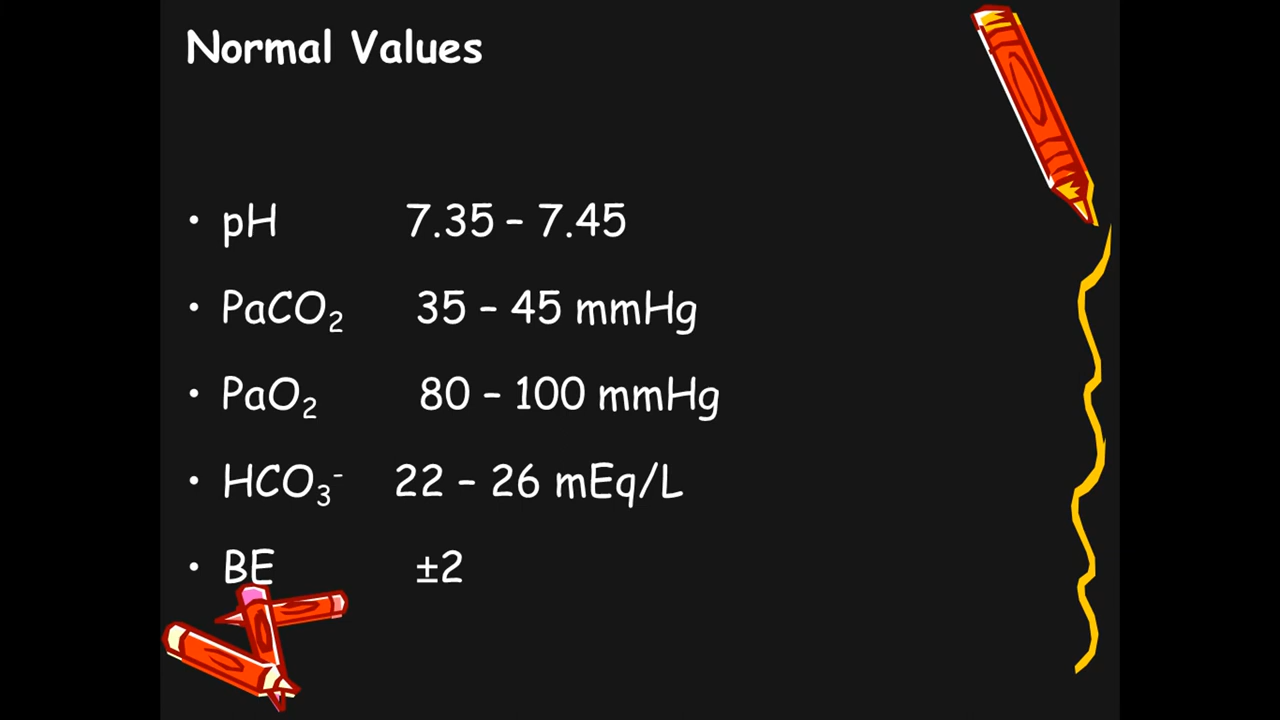 Normal Values
• pH 7.35 – 7.45
• PaCO₂ 35 – 45 mmHg
• PaO₂ 80 – 100 mmHg
• HCO₃⁻ 22 – 26 mEq/L
• BE ±2